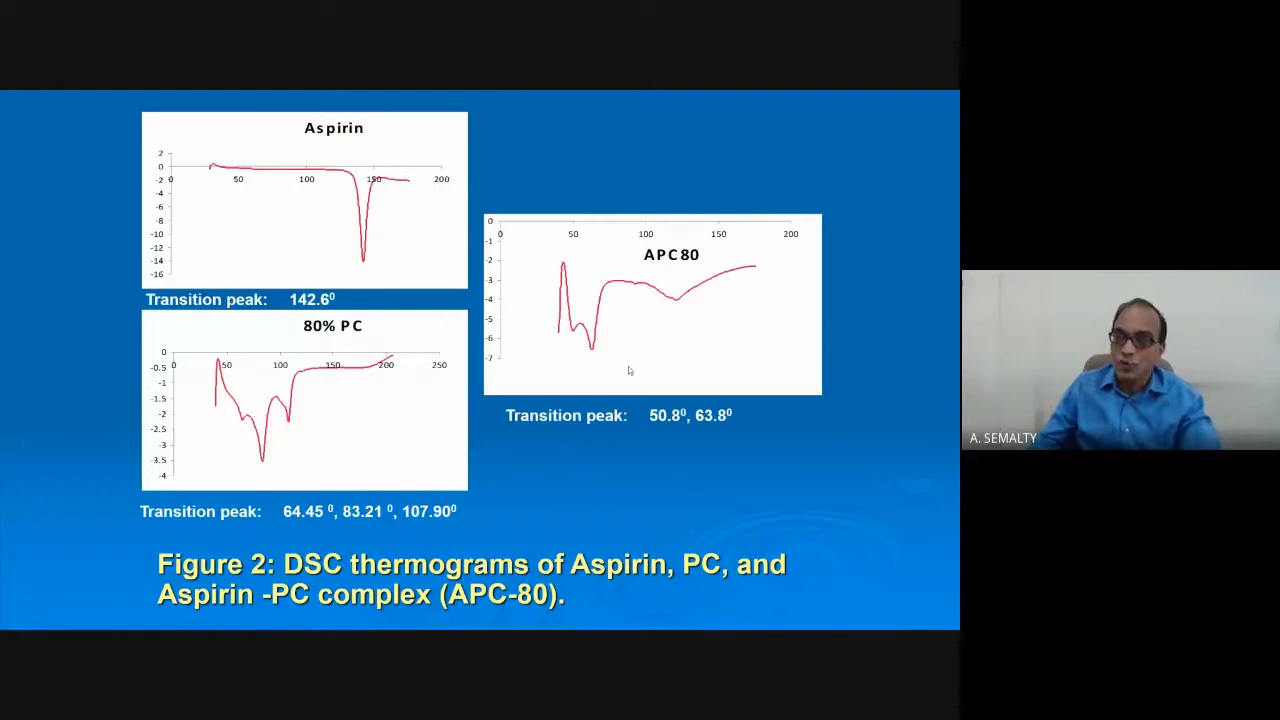 Aspirin
2
0
-2
-4
-6
-8
-10
-12
-14
-16
0 50 100 150 200
Transition peak: 142.6⁰
80% PC
0
-0.5
-1
-1.5
-2
-2.5
-3
-3.5
-4
0 50 100 150 200 250
Transition peak: 64.45 ⁰, 83.21 ⁰, 107.90⁰
0
-1
-2
-3
-4
-5
-6
-7
0 50 100 150 200
APC80
Transition peak: 50.8⁰, 63.8⁰
Figure 2: DSC thermograms of Aspirin, PC, and
Aspirin -PC complex (APC-80).
A. SEMALTY